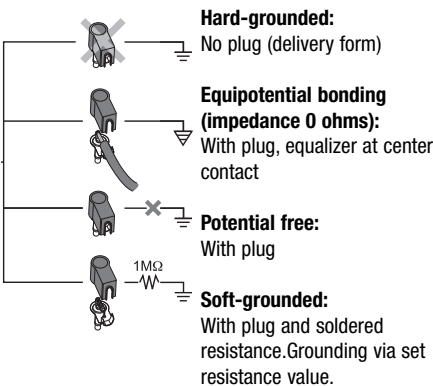 Hard-grounded:
No plug (delivery form)
Equipotential bonding
(impedance 0 ohms):
With plug, equalizer at center
contact
Potential free:
With plug
1MΩ
Soft-grounded:
With plug and soldered
resistance.Grounding via set
resistance value.